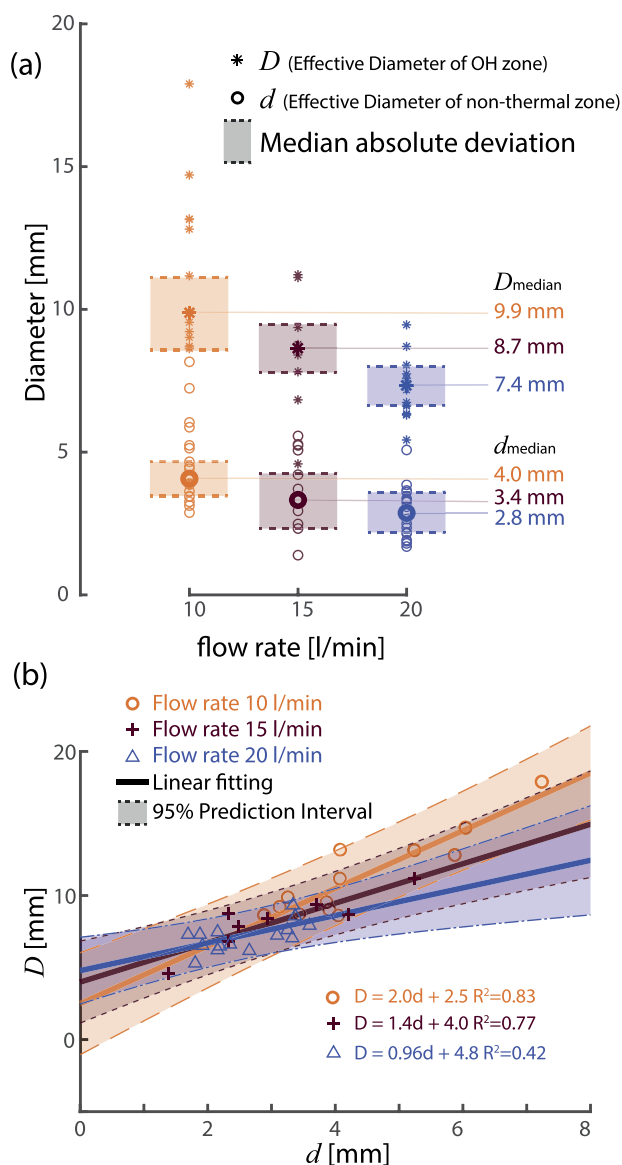 (a)
D (Effective Diameter of OH zone)
d (Effective Diameter of non-thermal zone)
Median absolute deviation
Diameter [mm]
20
15
10
5
0
Dmedian
9.9 mm
8.7 mm
7.4 mm
dmedian
4.0 mm
3.4 mm
2.8 mm
10 15 20
flow rate [l/min]
(b)
Flow rate 10 l/min
Flow rate 15 l/min
Flow rate 20 l/min
Linear fitting
95% Prediction Interval
D [mm]
20
10
0
D = 2.0d + 2.5 R²=0.83
D = 1.4d + 4.0 R²=0.77
D = 0.96d + 4.8 R²=0.42
0 2 4 6 8
d [mm]